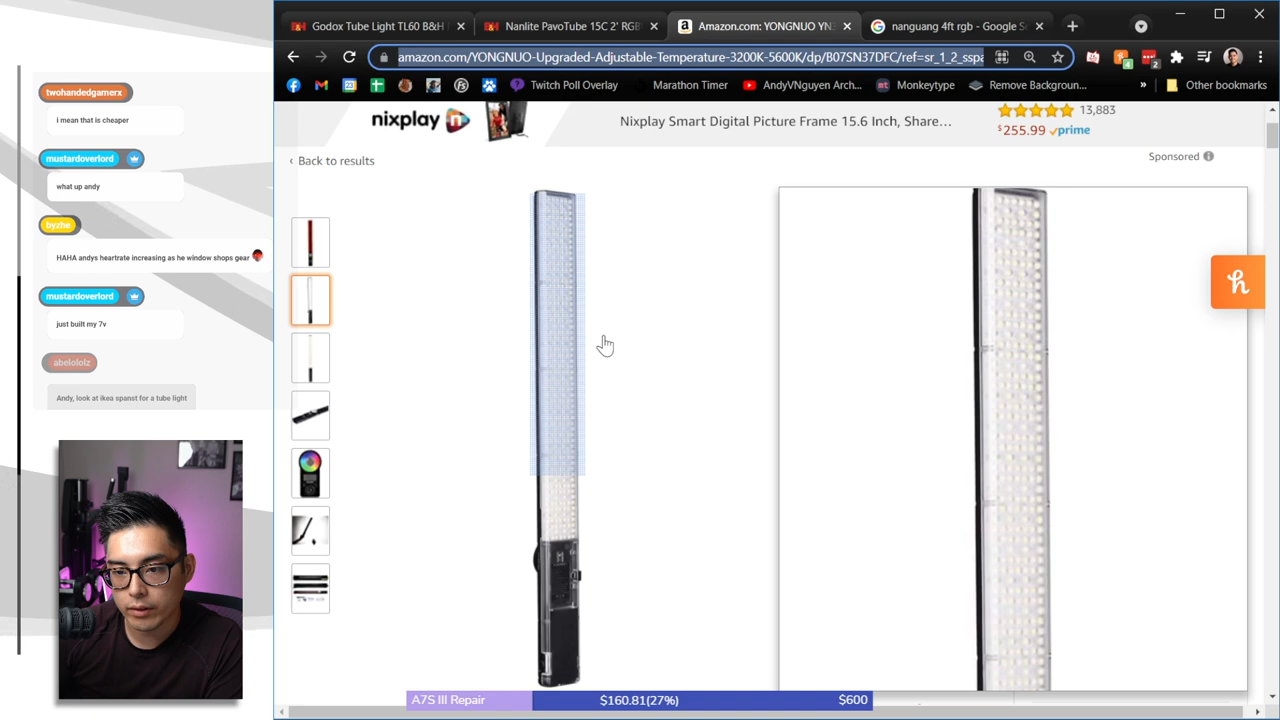 twohandedgamerx
i mean that is cheaper
mustardoverlord
what up andy
byzhe
HAHA andys heartrate increasing as he window shops gear
mustardoverlord
just built my 7v
abelololz
Andy, look at ikea spanst for a tube light
Godox Tube Light TL60 B&H
Nanlite PavoTube 15C 2' RGB
Amazon.com: YONGNUO YN3
nanguang 4ft rgb - Google S
amazon.com/YONGNUO-Upgraded-Adjustable-Temperature-3200K-5600K/dp/B07SN37DFC/ref=sr_1_2_sspa
4
2
Twitch Poll Overlay
Marathon Timer
AndyVNguyen Arch...
Monkeytype
Remove Backgroun...
»
Other bookmarks
nixplay
Nixplay Smart Digital Picture Frame 15.6 Inch, Share...
13,883
$255.99 prime
‹ Back to results
Sponsored
h
A7S III Repair
$160.81(27%)
$600